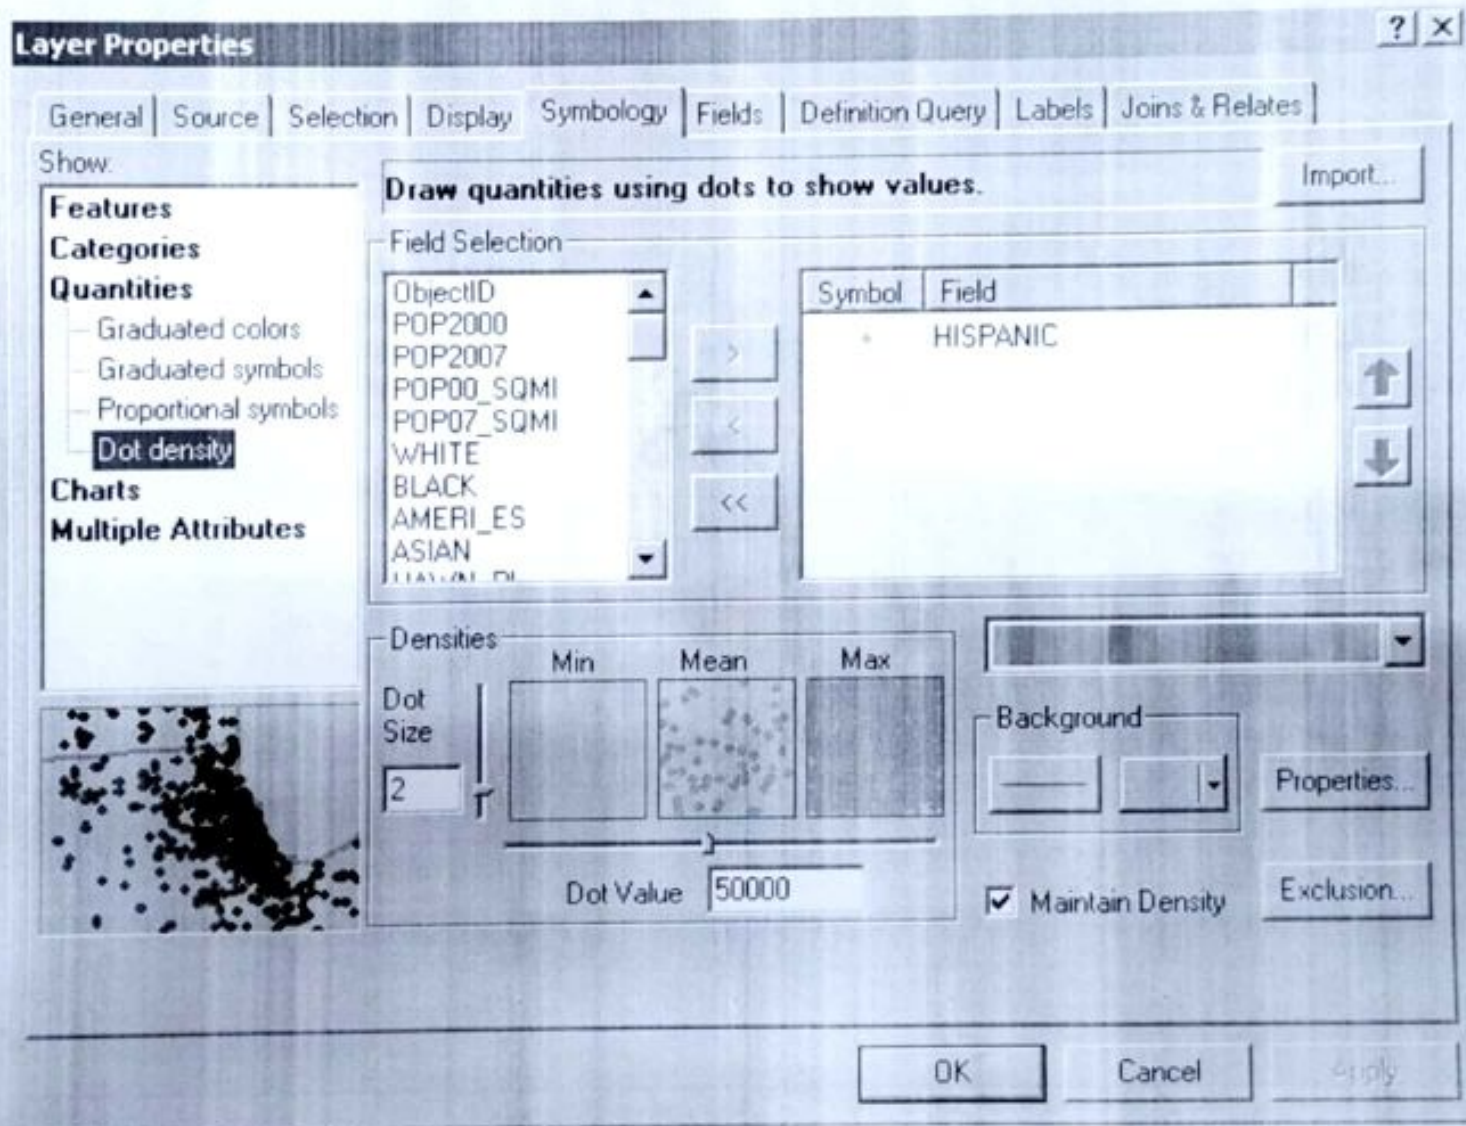 Layer Properties
? X
General Source Selection Display Symbology Fields Definition Query Labels Joins & Relates
Show:
Features
Categories
Quantities
Graduated colors
Graduated symbols
Proportional symbols
Dot density
Charts
Multiple Attributes
Draw quantities using dots to show values.
Import...
Field Selection
ObjectID
POP2000
POP2007
POP00_SQMI
POP07_SQMI
WHITE
BLACK
AMERI_ES
ASIAN
>
<
<<
Symbol Field
HISPANIC
Densities
Min Mean Max
Dot
Size
2
Dot Value 50000
Background
Properties...
Maintain Density
Exclusion...
OK Cancel Apply